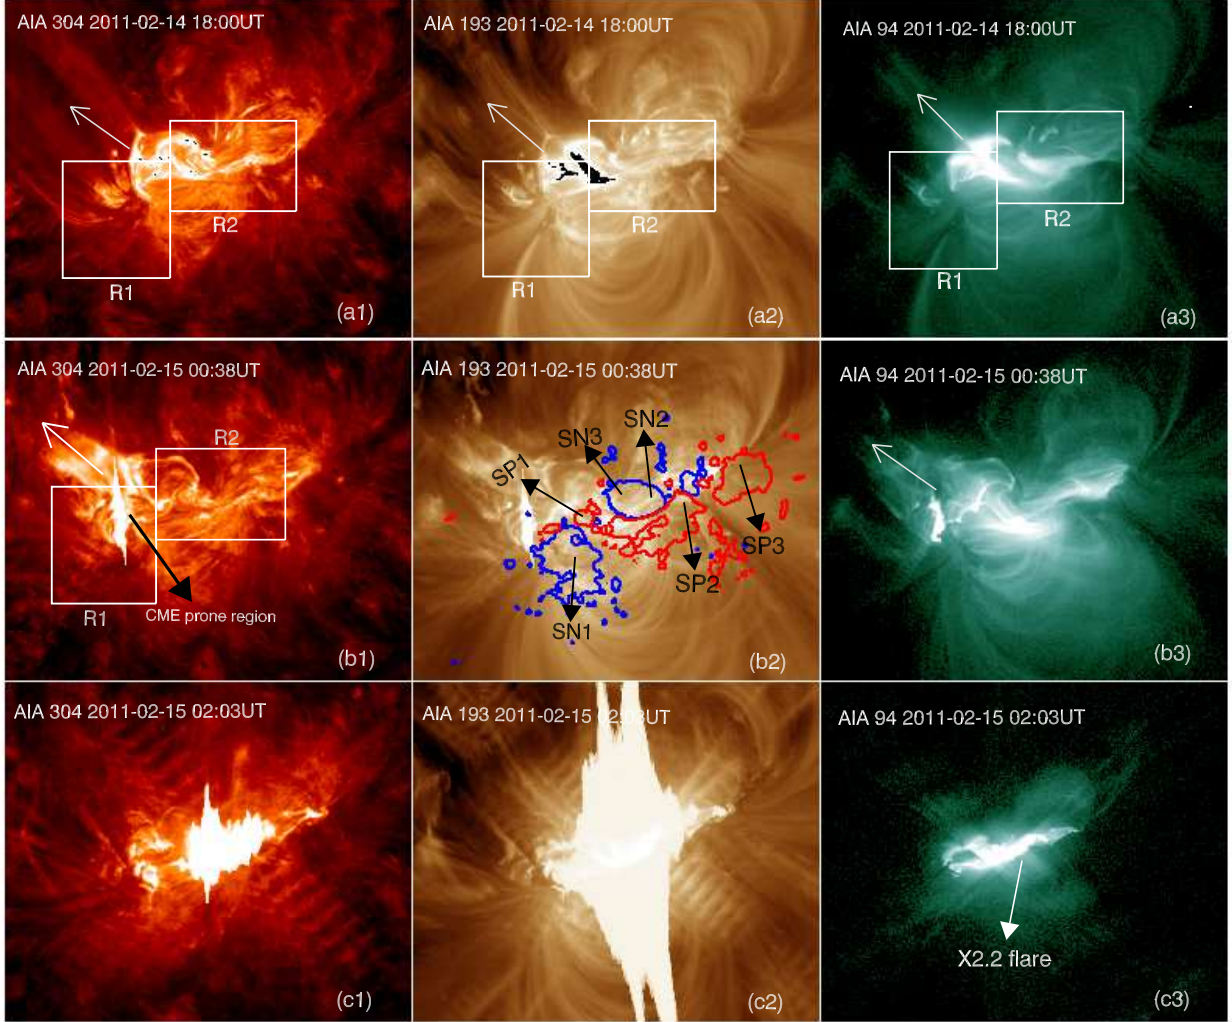 AIA 304 2011-02-14 18:00UT
R2
R1
(a1)
AIA 193 2011-02-14 18:00UT
R2
R1
(a2)
AIA 94 2011-02-14 18:00UT
R2
R1
(a3)
AIA 304 2011-02-15 00:38UT
R2
R1
CME prone region
(b1)
AIA 193 2011-02-15 00:38UT
SN2
SN3
SP1
SP3
SP2
SN1
(b2)
AIA 94 2011-02-15 00:38UT
(b3)
AIA 304 2011-02-15 02:03UT
(c1)
AIA 193 2011-02-15 02:03UT
(c2)
AIA 94 2011-02-15 02:03UT
X2.2 flare
(c3)